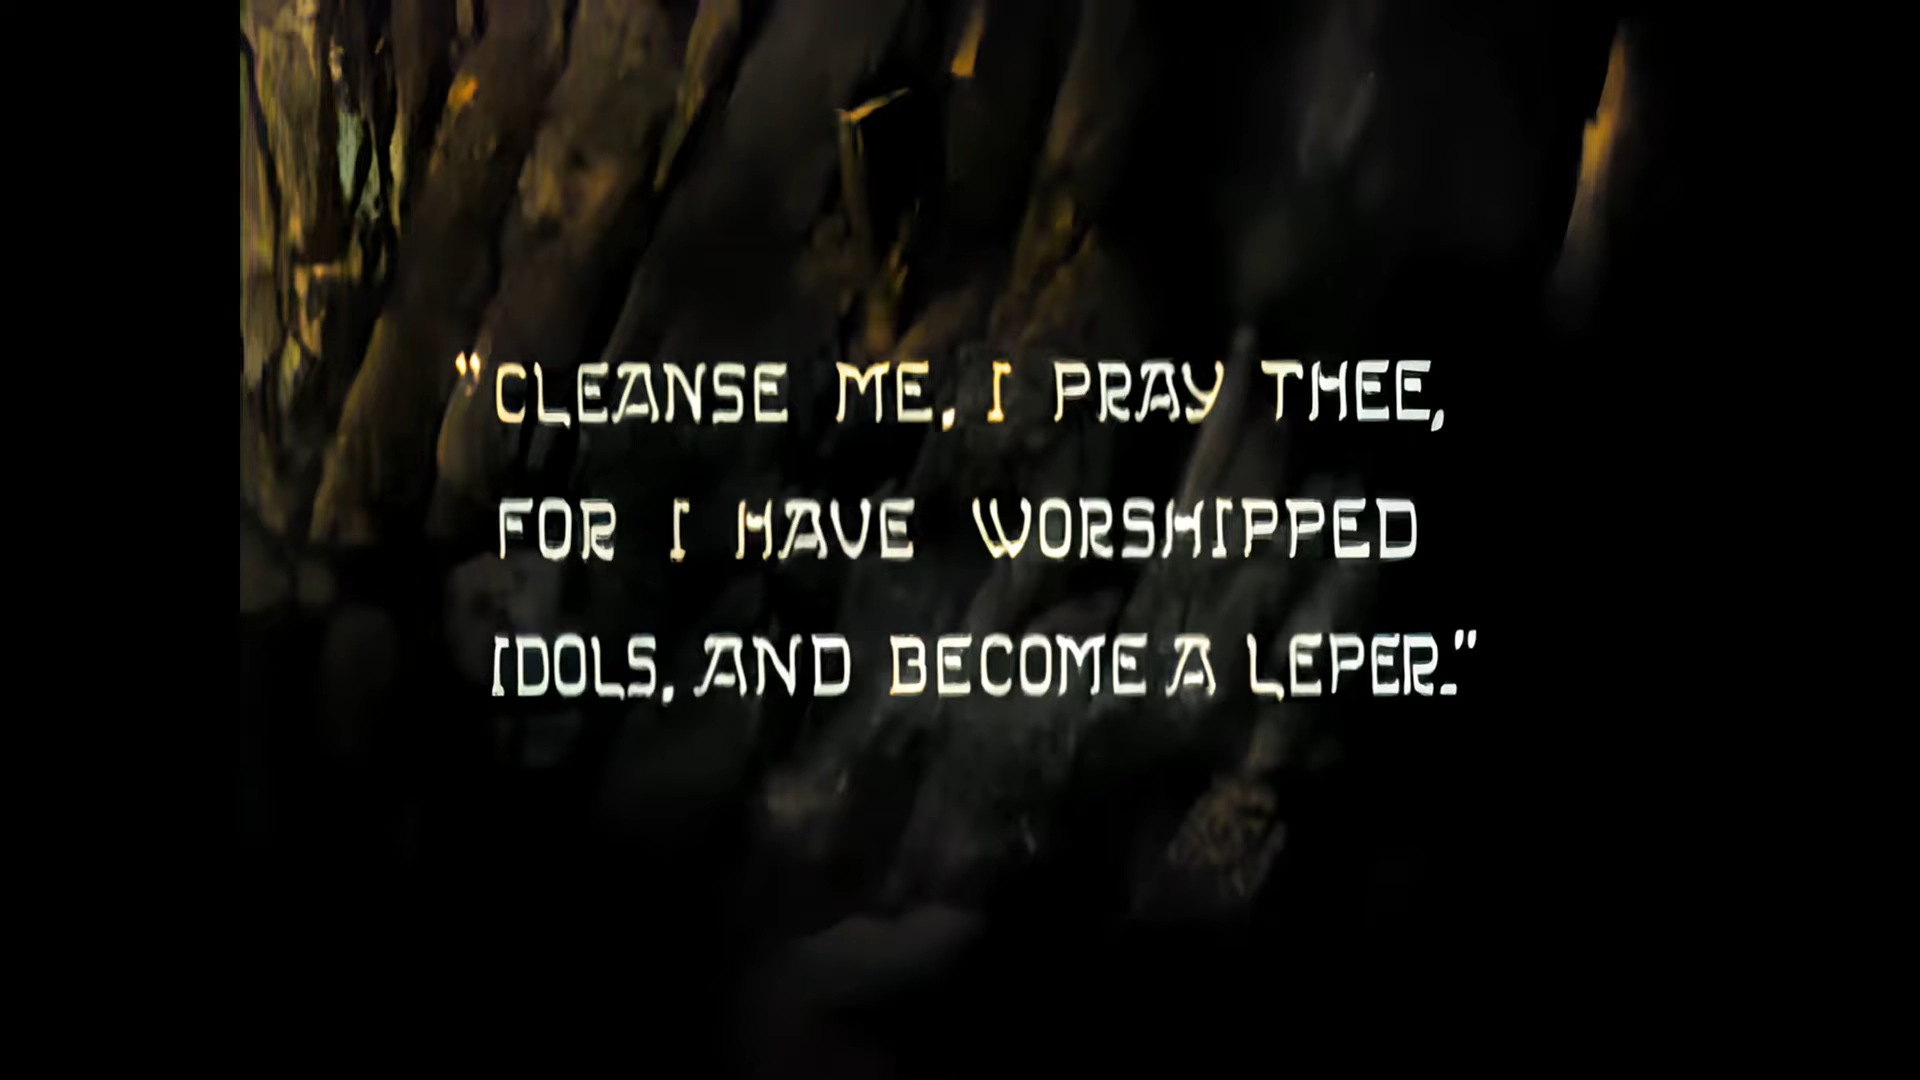 "CLEANSE ME, I PRAY THEE,
FOR I HAVE WORSHIPPED
IDOLS, AND BECOME A LEPER."